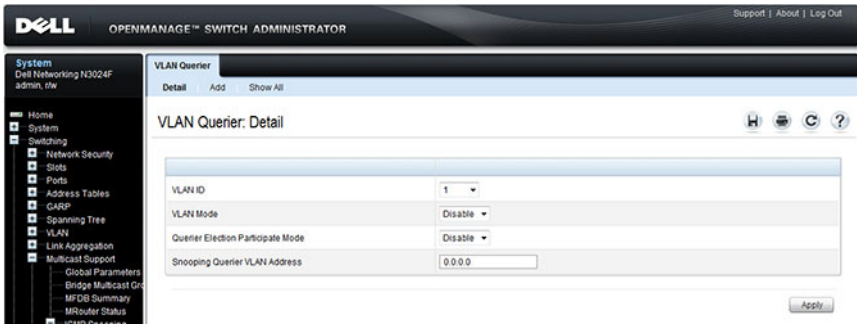 Support | About | Log Out
DELL OPENMANAGE™ SWITCH ADMINISTRATOR
System
Dell Networking N3024F
admin, r/w
Home
System
Switching
Network Security
Slots
Ports
Address Tables
GARP
Spanning Tree
VLAN
Link Aggregation
Multicast Support
Global Parameters
Bridge Multicast Gro
MFDB Summary
MRouter Status
IGMP Snooping
VLAN Querier
Detail Add Show All
VLAN Querier: Detail
VLAN ID 1
VLAN Mode Disable
Querier Election Participate Mode Disable
Snooping Querier VLAN Address 0.0.0.0
Apply